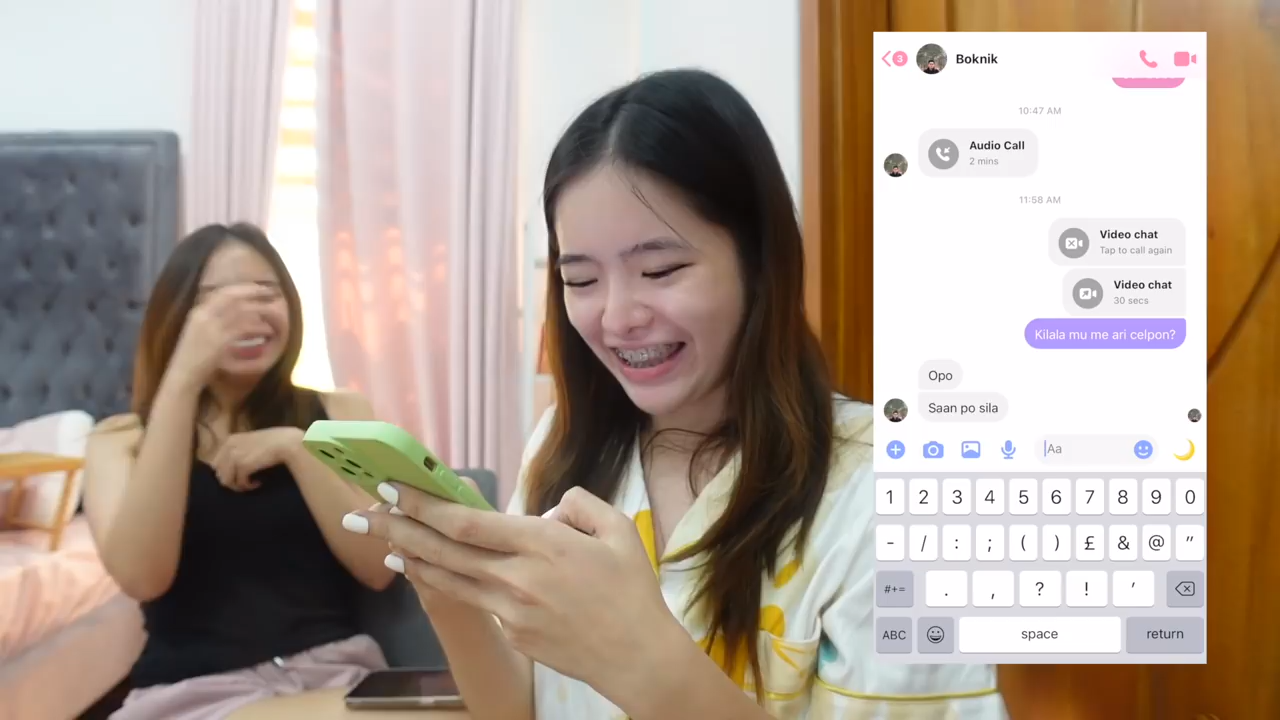 3
Boknik
10:47 AM
Audio Call
2 mins
11:58 AM
Video chat
Tap to call again
Video chat
30 secs
Kilala mu me ari celpon?
Opo
Saan po sila
Aa
1 2 3 4 5 6 7 8 9 0
- / : ; ( ) £ & @ "
#+= . , ? ! '
ABC space return